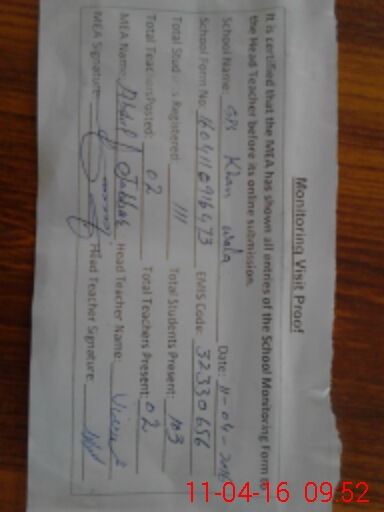 Monitoring Visit Proof
It is certified that the MEA has shown all entries of the School Monitoring Form to
the Head Teacher before its online submission.
School Name: GPS Khan wala Date: 11-04-2016
School Form No: EMIS Code: 32330656
Total Students Registered: 111 Total Students Present: 103
Total Teachers Posted: 02 Total Teachers Present: 02
MEA Name: Abdul Jabbar Head Teacher Name:
MEA Signature: Head Teacher Signature:
11-04-16 09:52